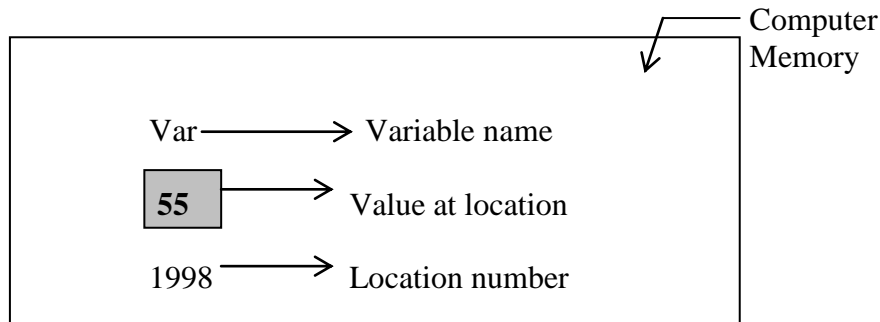 Computer
Memory
Var Variable name
55 Value at location
1998 Location number